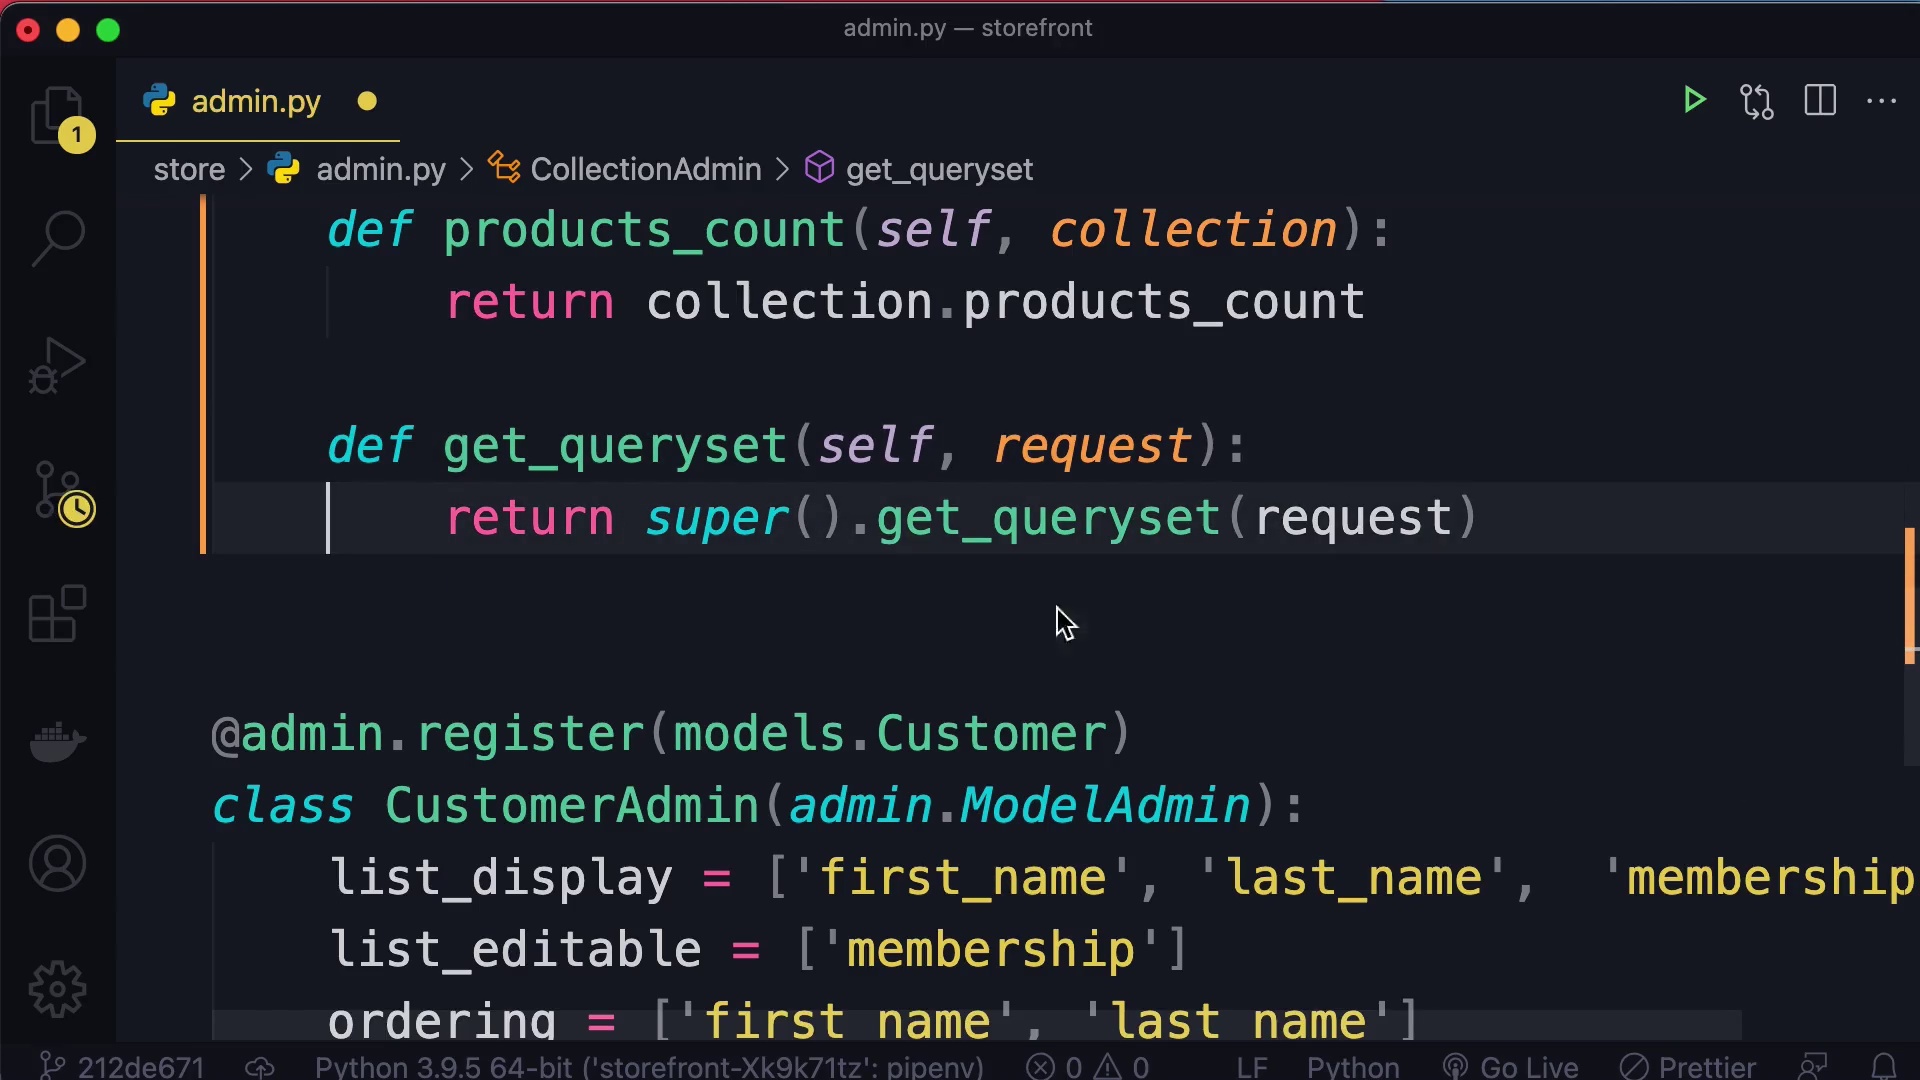 admin.py — storefront
admin.py
1
store > admin.py > CollectionAdmin > get_queryset
def products_count(self, collection):
return collection.products_count
def get_queryset(self, request):
return super().get_queryset(request)
@admin.register(models.Customer)
class CustomerAdmin(admin.ModelAdmin):
list_display = ['first_name', 'last_name', 'membership
list_editable = ['membership']
ordering = ['first_name', 'last_name']
212de671 Python 3.9.5 64-bit ('storefront-Xk9k71tz': pipenv) 0 0 LF Python Go Live Prettier